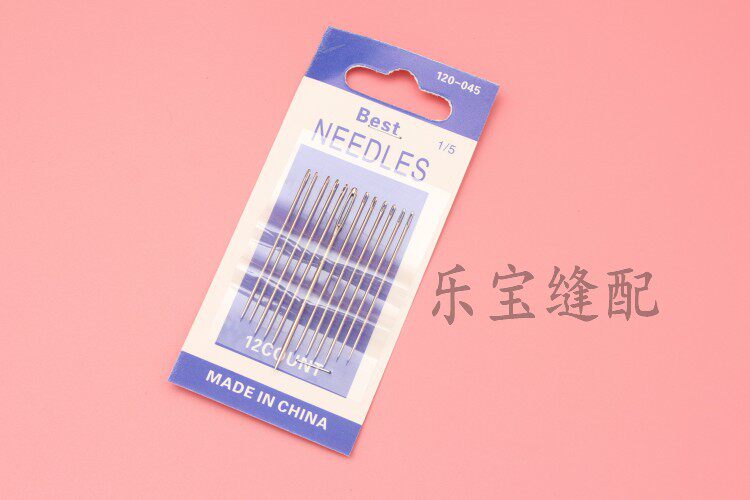 120-045
Best
NEEDLES
1/5
12COUNT
MADE IN CHINA
乐宝缝配